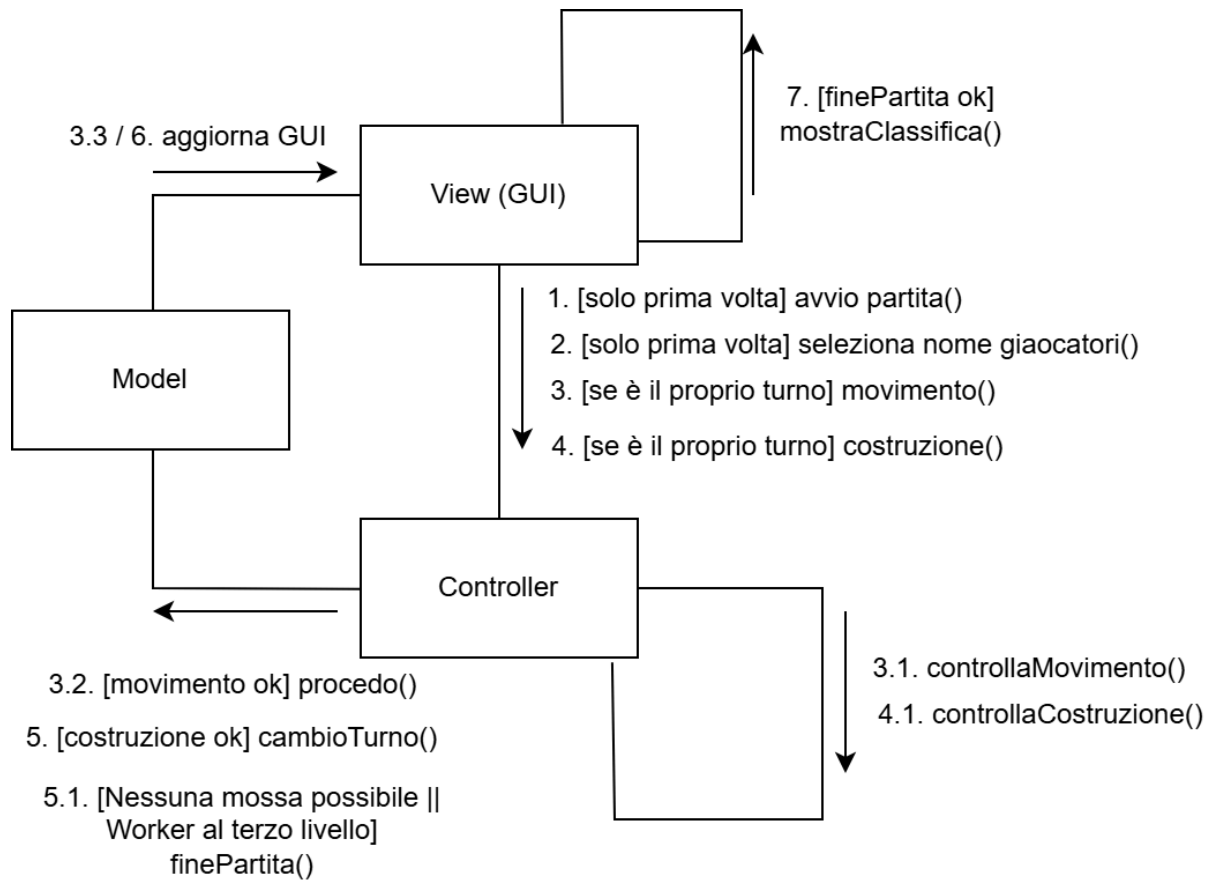 7. [finePartita ok]
mostraClassifica()
3.3 / 6. aggiorna GUI
View (GUI)
1. [solo prima volta] avvio partita()
2. [solo prima volta] seleziona nome giaocatori()
3. [se è il proprio turno] movimento()
4. [se è il proprio turno] costruzione()
Model
Controller
3.2. [movimento ok] procedo()
5. [costruzione ok] cambioTurno()
5.1. [Nessuna mossa possibile ||
Worker al terzo livello]
finePartita()
3.1. controllaMovimento()
4.1. controllaCostruzione()